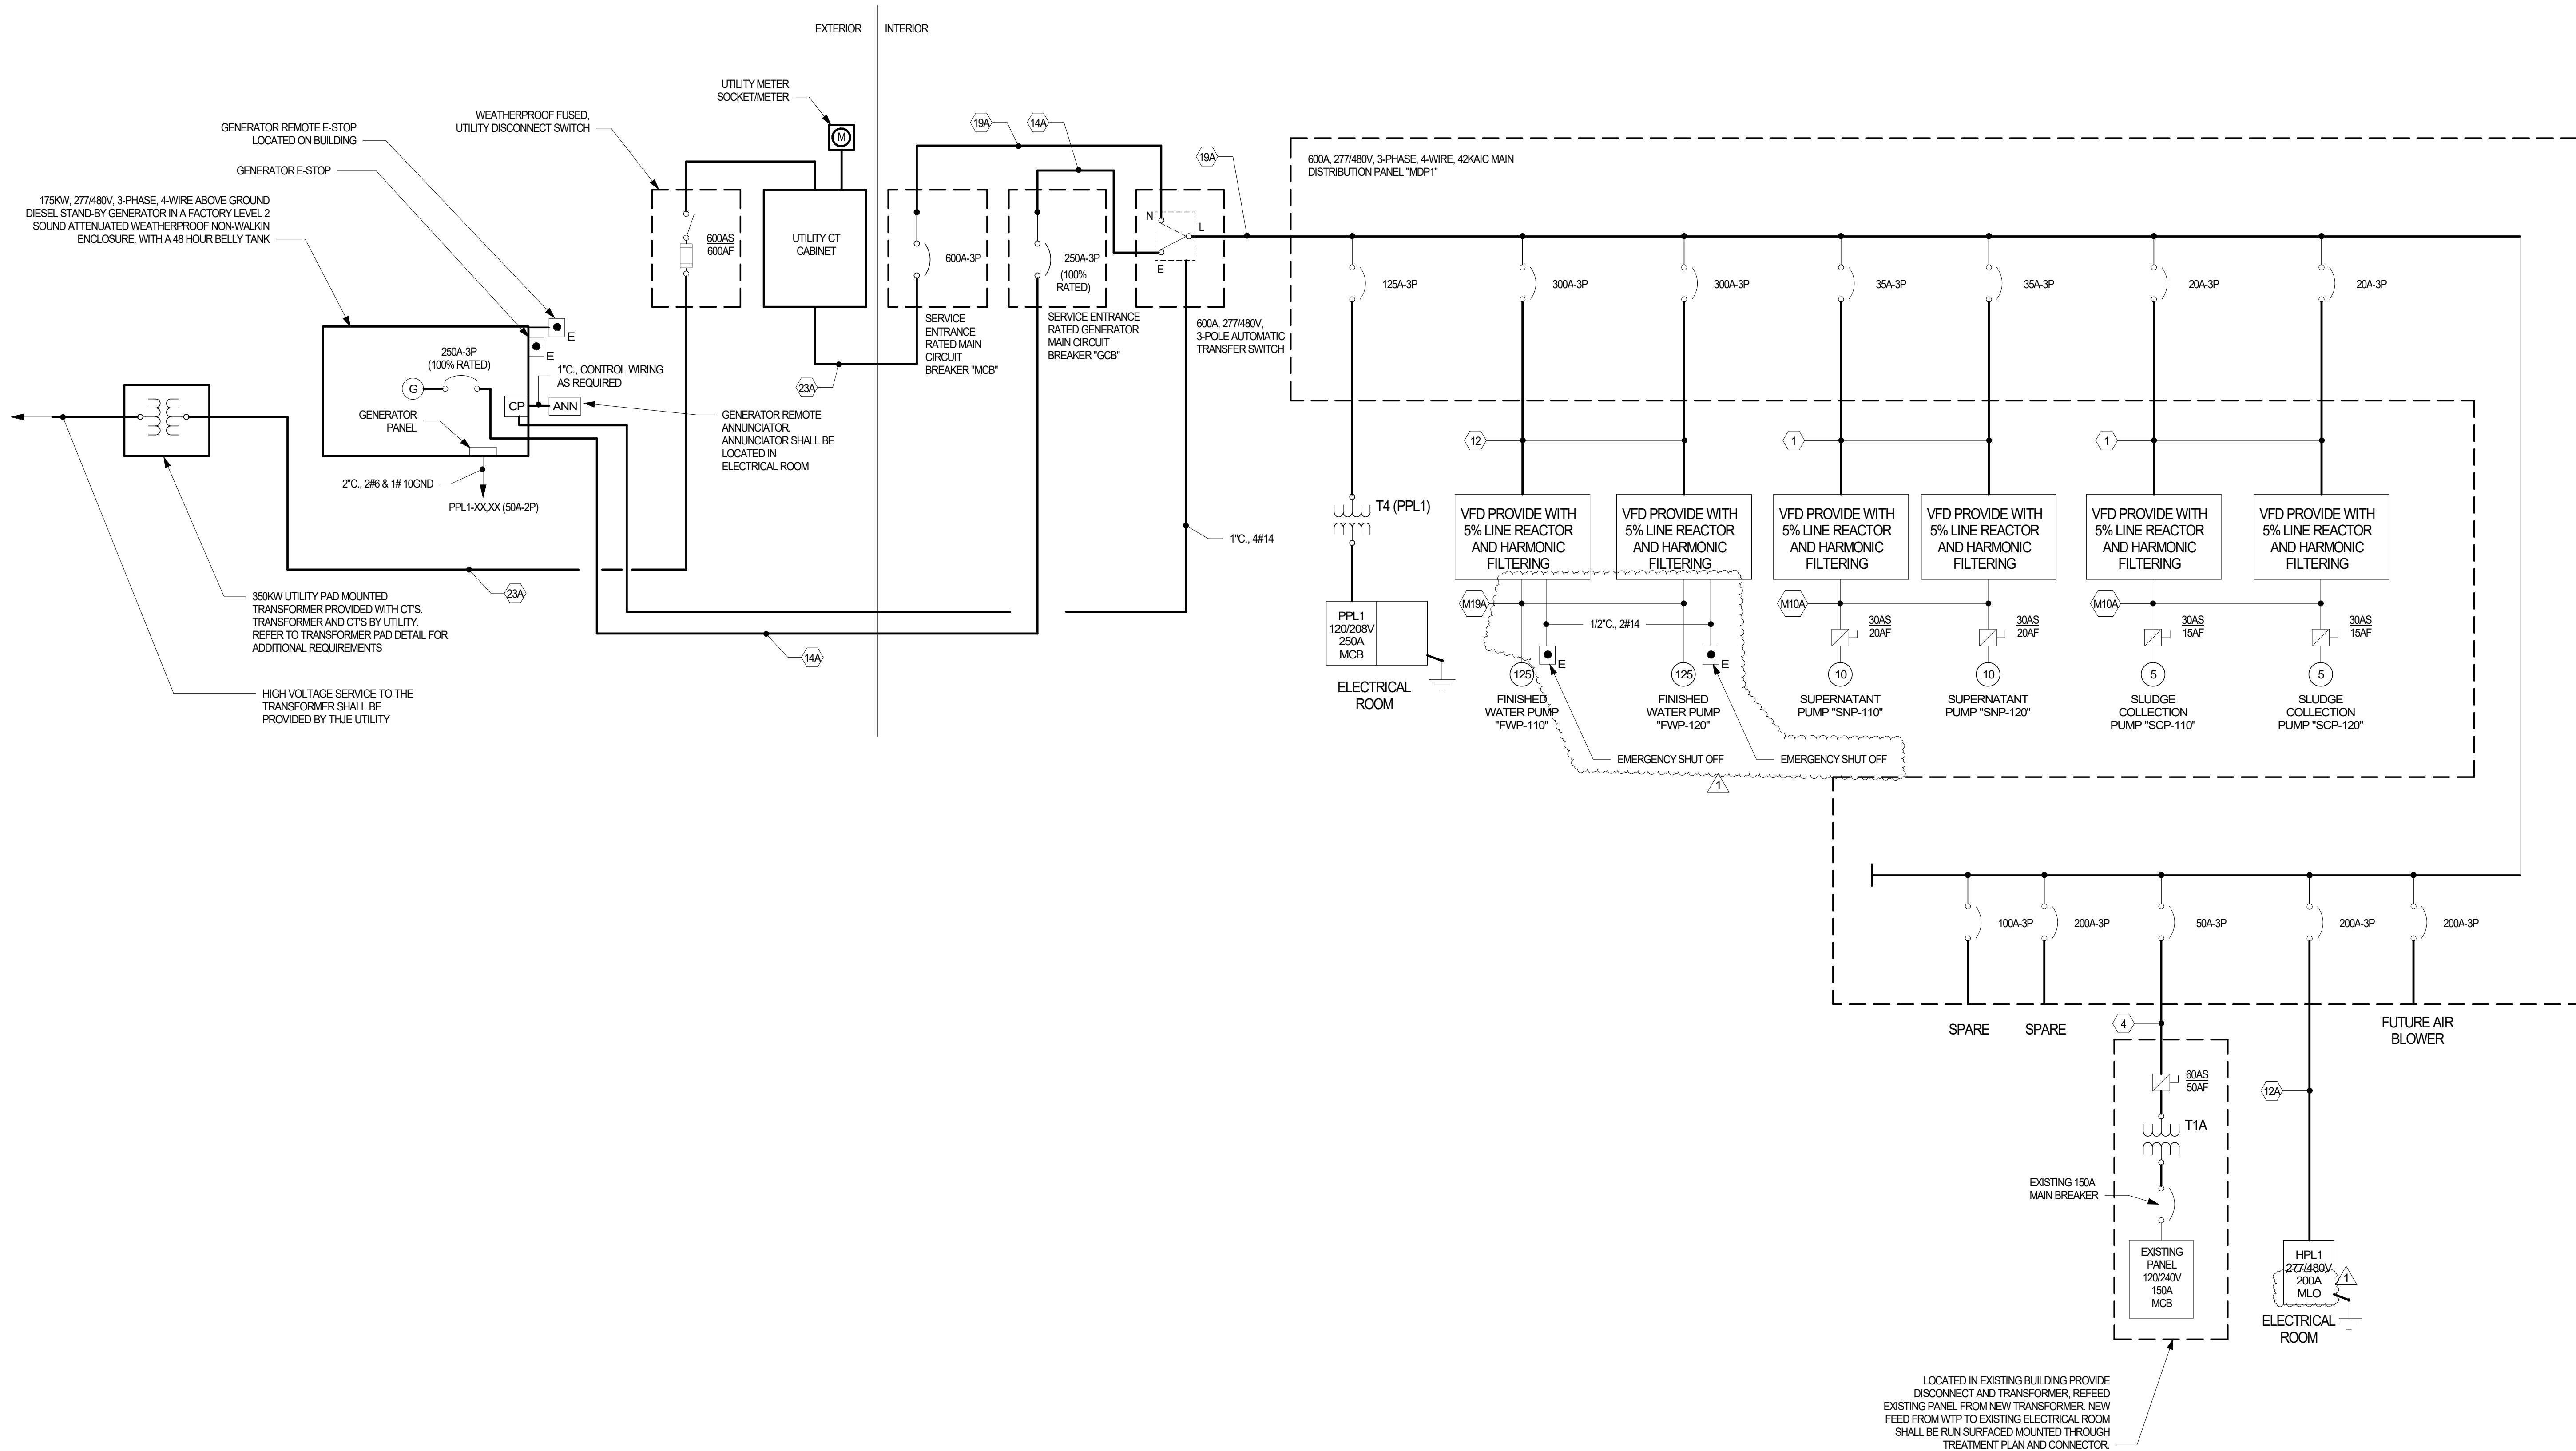 EXTERIOR
INTERIOR
UTILITY METER
SOCKET/METER
M
WEATHERPROOF FUSED,
UTILITY DISCONNECT SWITCH
GENERATOR REMOTE E-STOP
LOCATED ON BUILDING
GENERATOR E-STOP
175KW, 277/480V, 3-PHASE, 4-WIRE ABOVE GROUND
DIESEL STAND-BY GENERATOR IN A FACTORY LEVEL 2
SOUND ATTENUATED WEATHERPROOF NON-WALKIN
ENCLOSURE. WITH A 48 HOUR BELLY TANK
600AS
600AF
UTILITY CT
CABINET
19A
14A
19A
600A-3P
250A-3P
(100%
RATED)
N
L
E
SERVICE
ENTRANCE
RATED MAIN
CIRCUIT
BREAKER "MCB"
SERVICE ENTRANCE
RATED GENERATOR
MAIN CIRCUIT
BREAKER "GCB"
600A, 277/480V,
3-POLE AUTOMATIC
TRANSFER SWITCH
600A, 277/480V, 3-PHASE, 4-WIRE, 42KAIC MAIN
DISTRIBUTION PANEL "MDP1"
125A-3P
300A-3P
300A-3P
35A-3P
35A-3P
20A-3P
20A-3P
E
E
250A-3P
(100% RATED)
G
1"C., CONTROL WIRING
AS REQUIRED
CP
ANN
GENERATOR
PANEL
GENERATOR REMOTE
ANNUNCIATOR.
ANNUNCIATOR SHALL BE
LOCATED IN
ELECTRICAL ROOM
23A
2"C., 2#6 & 1# 10GND
PPL1-XX,XX (50A-2P)
23A
350KW UTILITY PAD MOUNTED
TRANSFORMER PROVIDED WITH CT'S.
TRANSFORMER AND CT'S BY UTILITY.
REFER TO TRANSFORMER PAD DETAIL FOR
ADDITIONAL REQUIREMENTS
14A
HIGH VOLTAGE SERVICE TO THE
TRANSFORMER SHALL BE
PROVIDED BY THJE UTILITY
1"C., 4#14
12
1
1
T4 (PPL1)
VFD PROVIDE WITH
5% LINE REACTOR
AND HARMONIC
FILTERING
VFD PROVIDE WITH
5% LINE REACTOR
AND HARMONIC
FILTERING
VFD PROVIDE WITH
5% LINE REACTOR
AND HARMONIC
FILTERING
VFD PROVIDE WITH
5% LINE REACTOR
AND HARMONIC
FILTERING
VFD PROVIDE WITH
5% LINE REACTOR
AND HARMONIC
FILTERING
VFD PROVIDE WITH
5% LINE REACTOR
AND HARMONIC
FILTERING
PPL1
120/208V
250A
MCB
ELECTRICAL
ROOM
M19A
M10A
M10A
1/2"C., 2#14
30AS
20AF
30AS
20AF
30AS
15AF
30AS
15AF
E
E
125
125
10
10
5
5
FINISHED
WATER PUMP
"FWP-110"
FINISHED
WATER PUMP
"FWP-120"
SUPERNATANT
PUMP "SNP-110"
SUPERNATANT
PUMP "SNP-120"
SLUDGE
COLLECTION
PUMP "SCP-110"
SLUDGE
COLLECTION
PUMP "SCP-120"
EMERGENCY SHUT OFF
EMERGENCY SHUT OFF
1
100A-3P
200A-3P
50A-3P
200A-3P
200A-3P
SPARE
SPARE
FUTURE AIR
BLOWER
4
60AS
50AF
12A
T1A
EXISTING 150A
MAIN BREAKER
EXISTING
PANEL
120/240V
150A
MCB
HPL1
277/480V
200A
MLO
1
ELECTRICAL
ROOM
LOCATED IN EXISTING BUILDING PROVIDE
DISCONNECT AND TRANSFORMER, REFEED
EXISTING PANEL FROM NEW TRANSFORMER. NEW
FEED FROM WTP TO EXISTING ELECTRICAL ROOM
SHALL BE RUN SURFACED MOUNTED THROUGH
TREATMENT PLAN AND CONNECTOR.